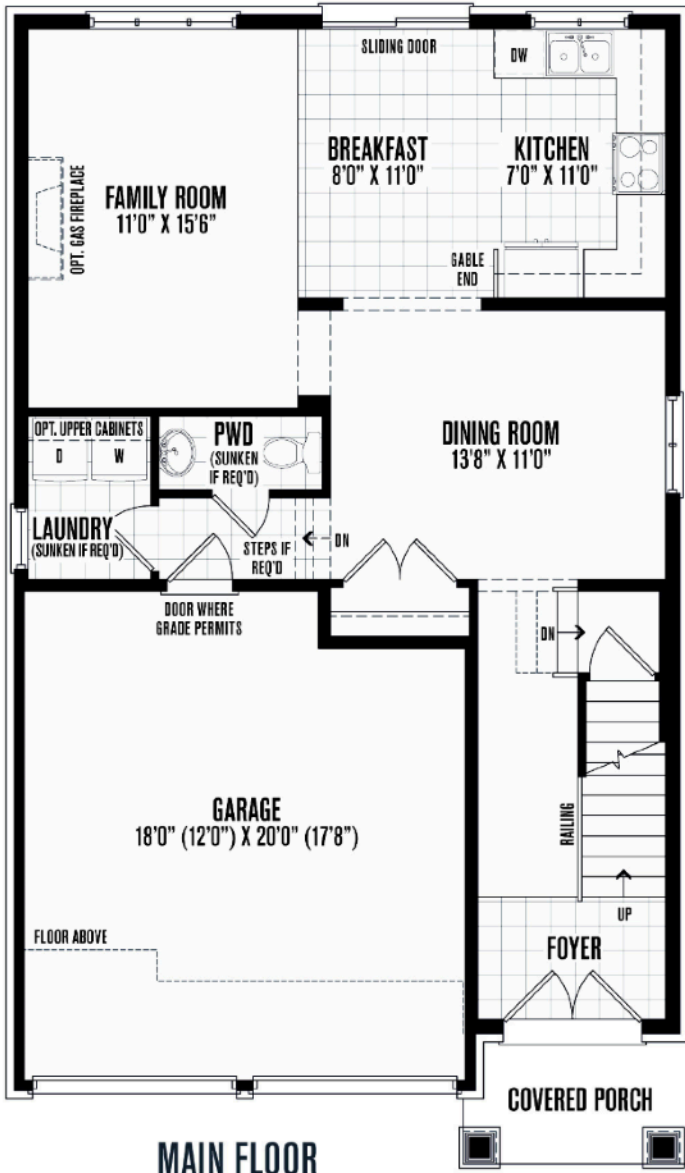 SLIDING DOOR
DW
BREAKFAST
8'0" X 11'0"
KITCHEN
7'0" X 11'0"
OPT. GAS FIREPLACE
FAMILY ROOM
11'0" X 15'6"
GABLE
END
OPT. UPPER CABINETS
D
W
PWD
(SUNKEN
IF REQ'D)
DINING ROOM
13'8" X 11'0"
LAUNDRY
(SUNKEN IF REQ'D)
STEPS IF
REQ'D
DN
DOOR WHERE
GRADE PERMITS
DN
GARAGE
18'0" (12'0") X 20'0" (17'8")
RAILING
UP
FLOOR ABOVE
FOYER
COVERED PORCH
MAIN FLOOR